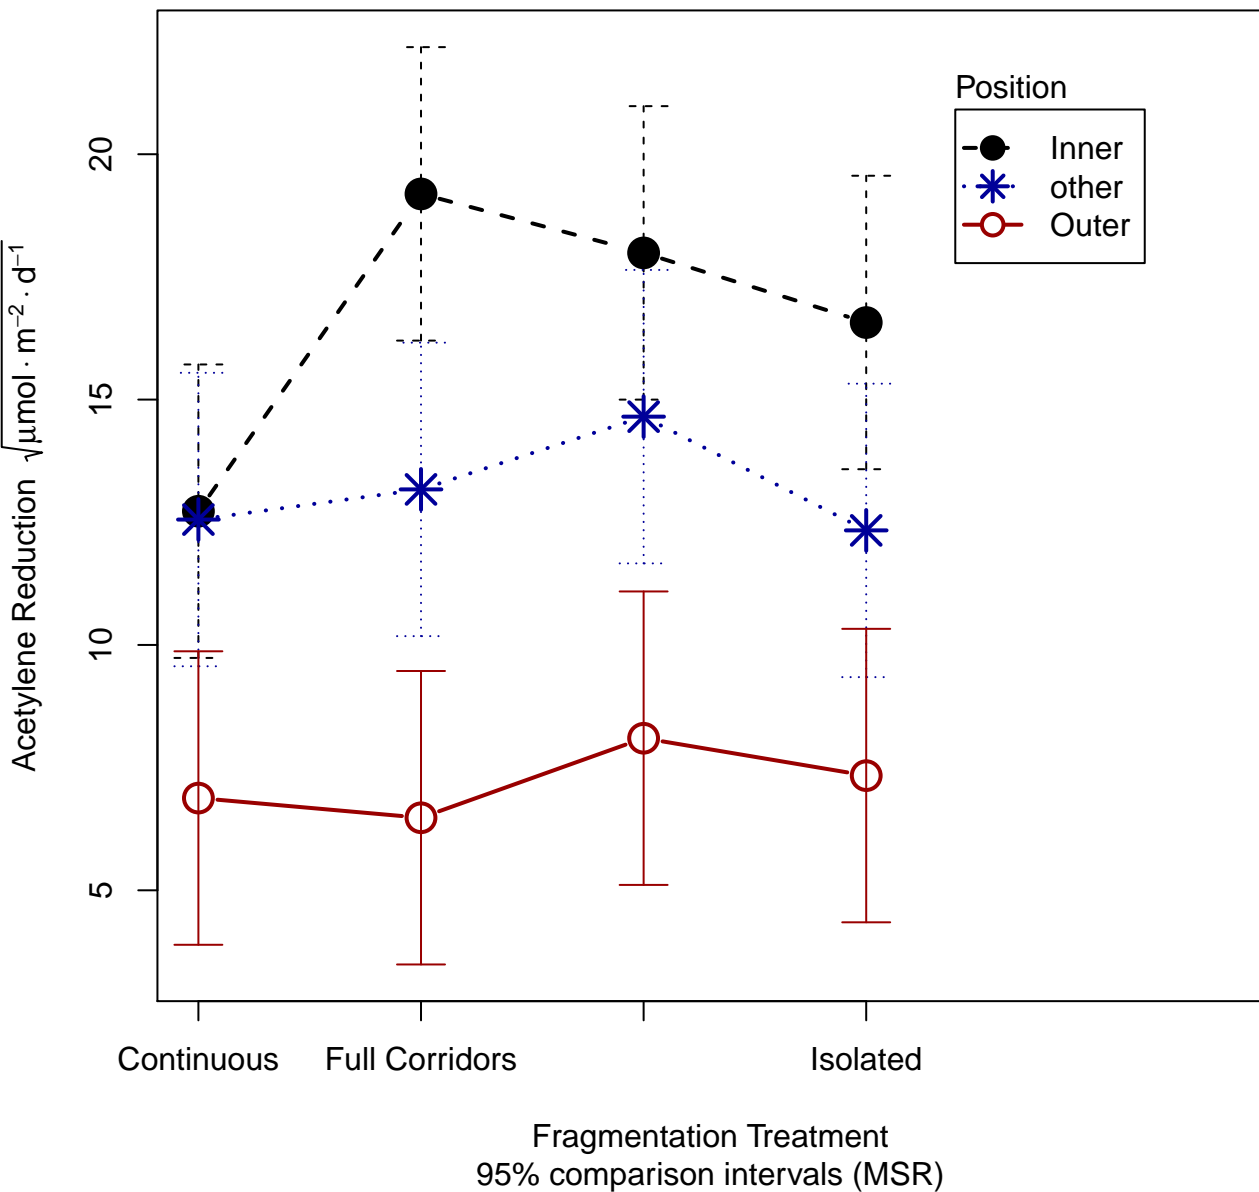 Position
Inner
other
Outer
20
15
10
5
Acetylene Reduction √μmol · m⁻² · d⁻¹
Continuous Full Corridors Isolated
Fragmentation Treatment
95% comparison intervals (MSR)